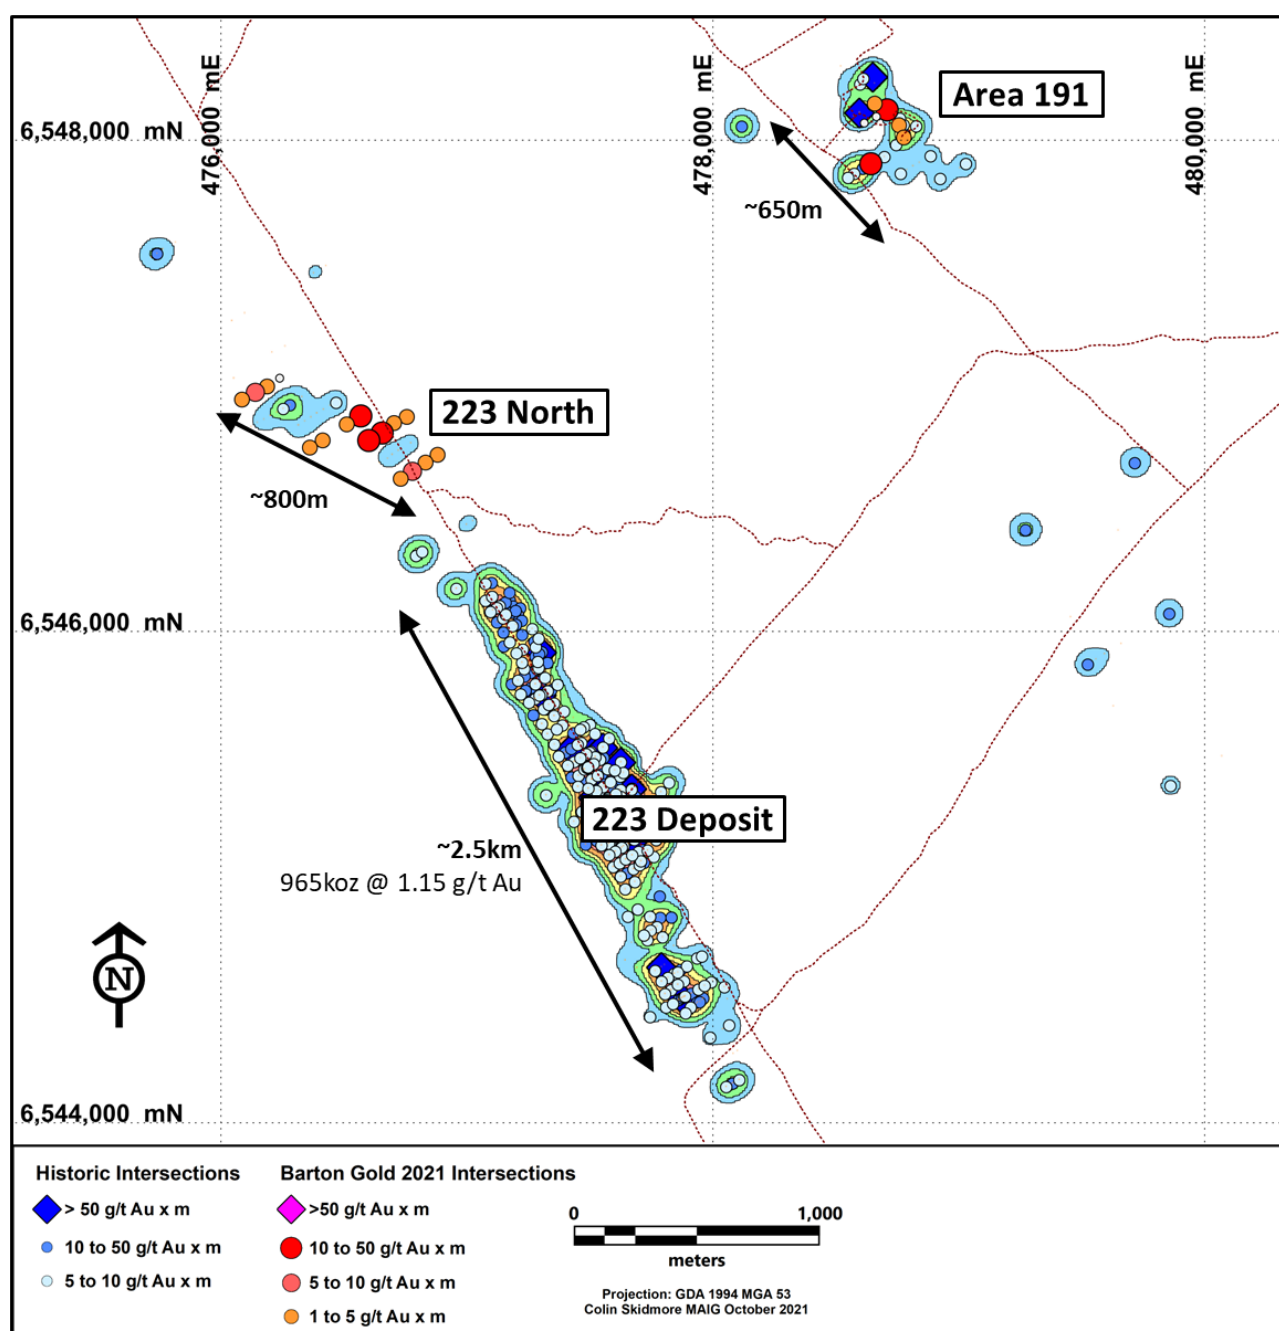 476,000 mE
478,000 mE
480,000 mE
Area 191
6,548,000 mN
~650m
223 North
~800m
6,546,000 mN
223 Deposit
~2.5km
965koz @ 1.15 g/t Au
N
6,544,000 mN
Historic Intersections
> 50 g/t Au x m
10 to 50 g/t Au x m
5 to 10 g/t Au x m
Barton Gold 2021 Intersections
>50 g/t Au x m
10 to 50 g/t Au x m
5 to 10 g/t Au x m
1 to 5 g/t Au x m
0 1,000
meters
Projection: GDA 1994 MGA 53
Colin Skidmore MAIG October 2021